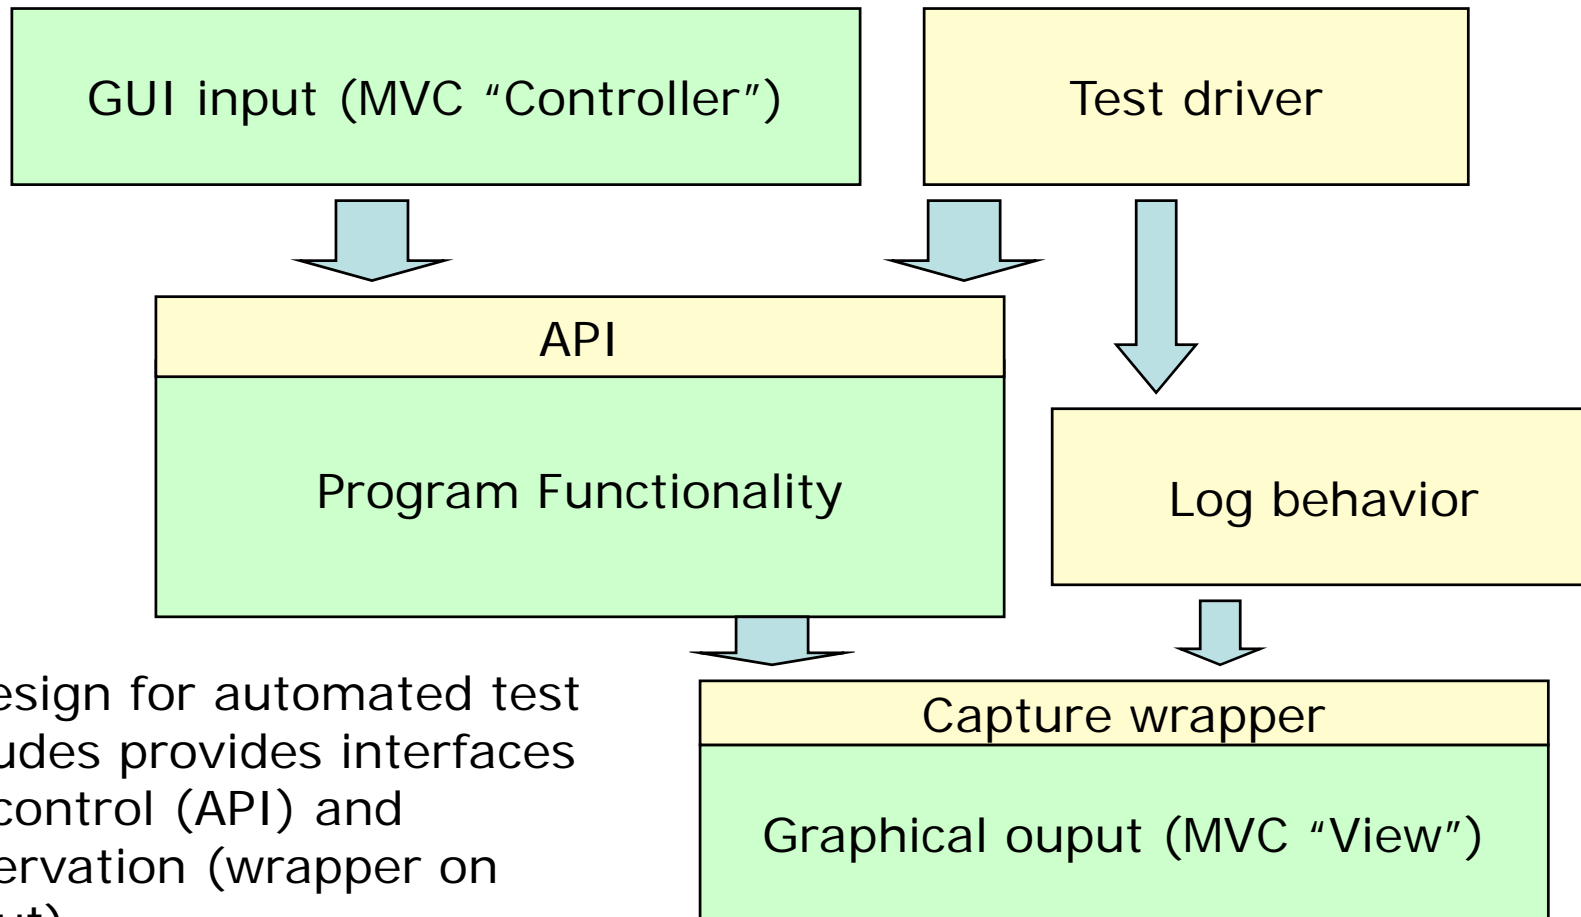 GUI input (MVC “Controller”)
Test driver
API
Program Functionality
Log behavior
esign for automated test
udes provides interfaces
control (API) and
ervation (wrapper on
Capture wrapper
Graphical ouput (MVC “View”)